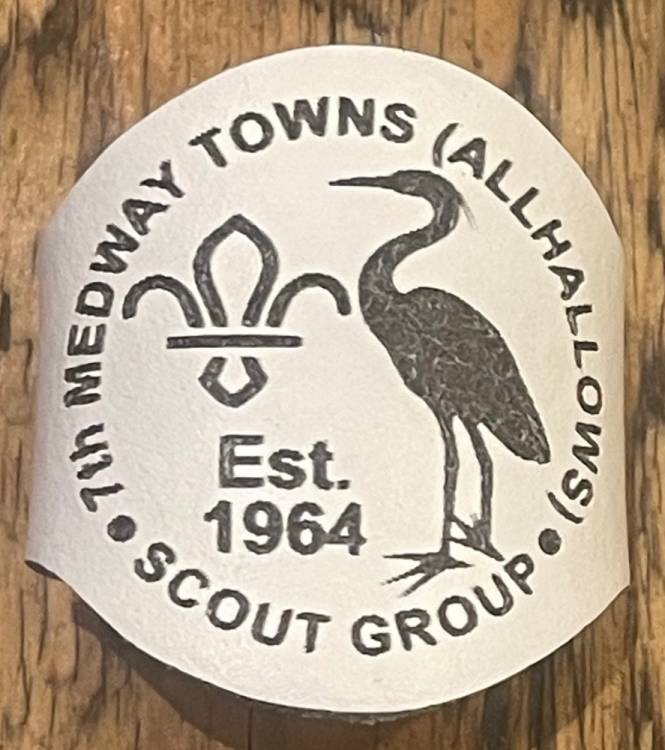 7th MEDWAY TOWNS (ALLHALLOWS)
Est.
1964
• SCOUT GROUP •